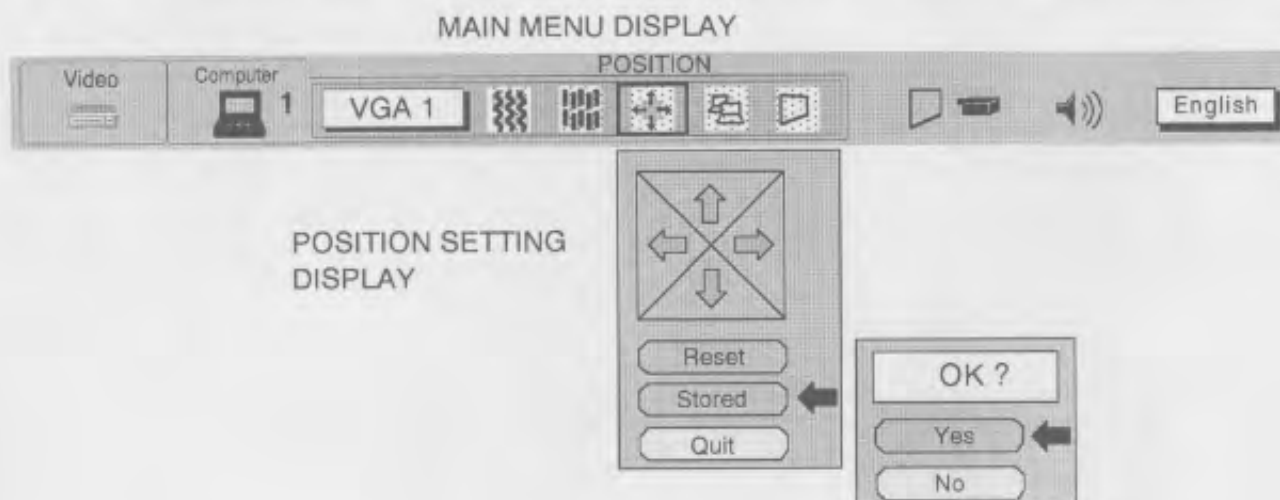 MAIN MENU DISPLAY
POSITION
Video
Computer
1
VGA 1
English
POSITION SETTING
DISPLAY
Reset
Stored
Quit
OK ?
Yes
No